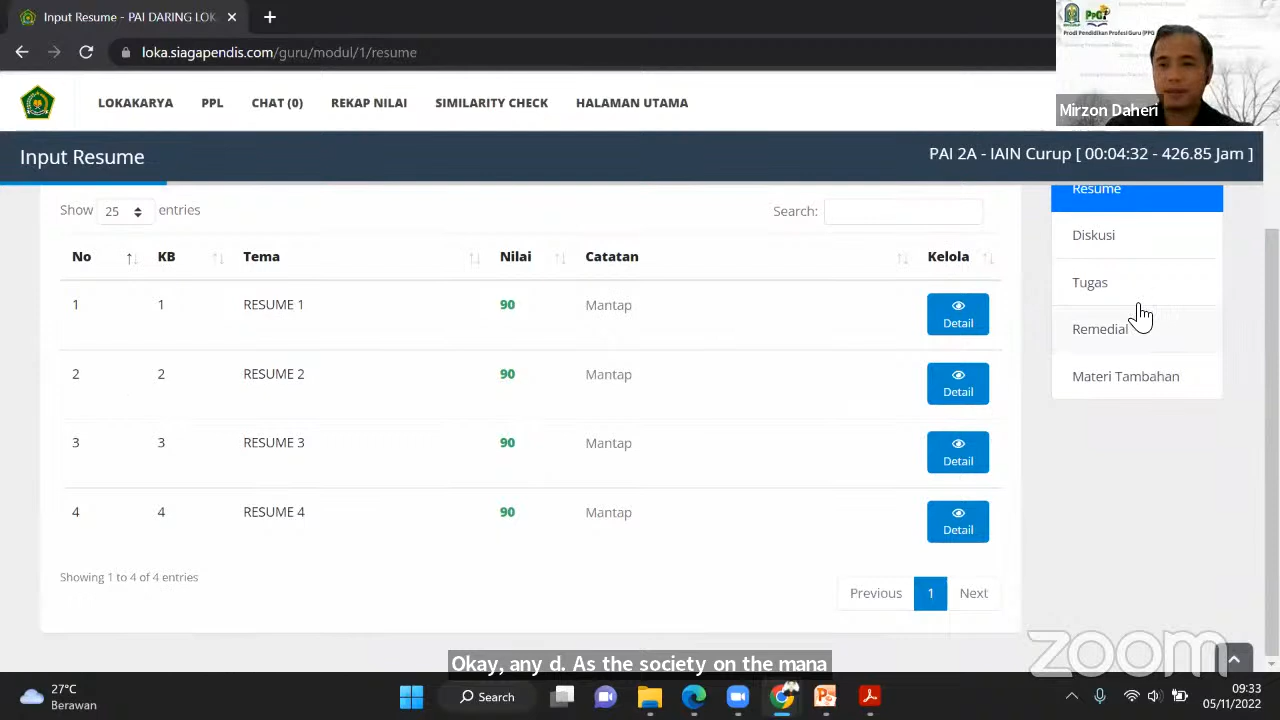 Input Resume - PAI DARING LOK
loka.siagapendis.
Prodi Pendidikan Profesi Guru (PPG
Mirzon Daheri
LOKAKARYA PPL CHAT (0) REKAP NILAI SIMILARITY CHECK HALAMAN UTAMA
Input Resume
PAI 2A - IAIN Curup [ 00:04:32 - 426.85 Jam ]
Show 25 entries
Search:
No KB Tema Nilai Catatan Kelola
1 1 RESUME 1 90 Mantap Detail
2 2 RESUME 2 90 Mantap Detail
3 3 RESUME 3 90 Mantap Detail
4 4 RESUME 4 90 Mantap Detail
Showing 1 to 4 of 4 entries
Previous 1 Next
Resume
Diskusi
Tugas
Remedial
Materi Tambahan
Okay, any d. As the society on the mana
zoom
27°C
Berawan
Search
09:33
05/11/2022